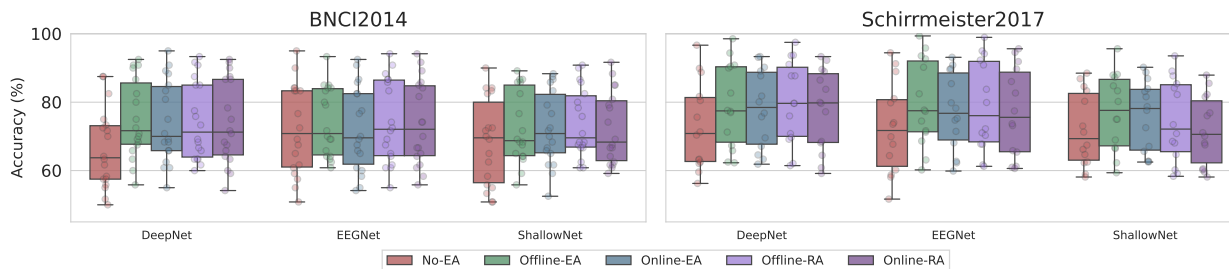 BNCI2014
Schirrmeister2017
Accuracy (%)
100
80
60
DeepNet
EEGNet
ShallowNet
DeepNet
EEGNet
ShallowNet
No-EA
Offline-EA
Online-EA
Offline-RA
Online-RA